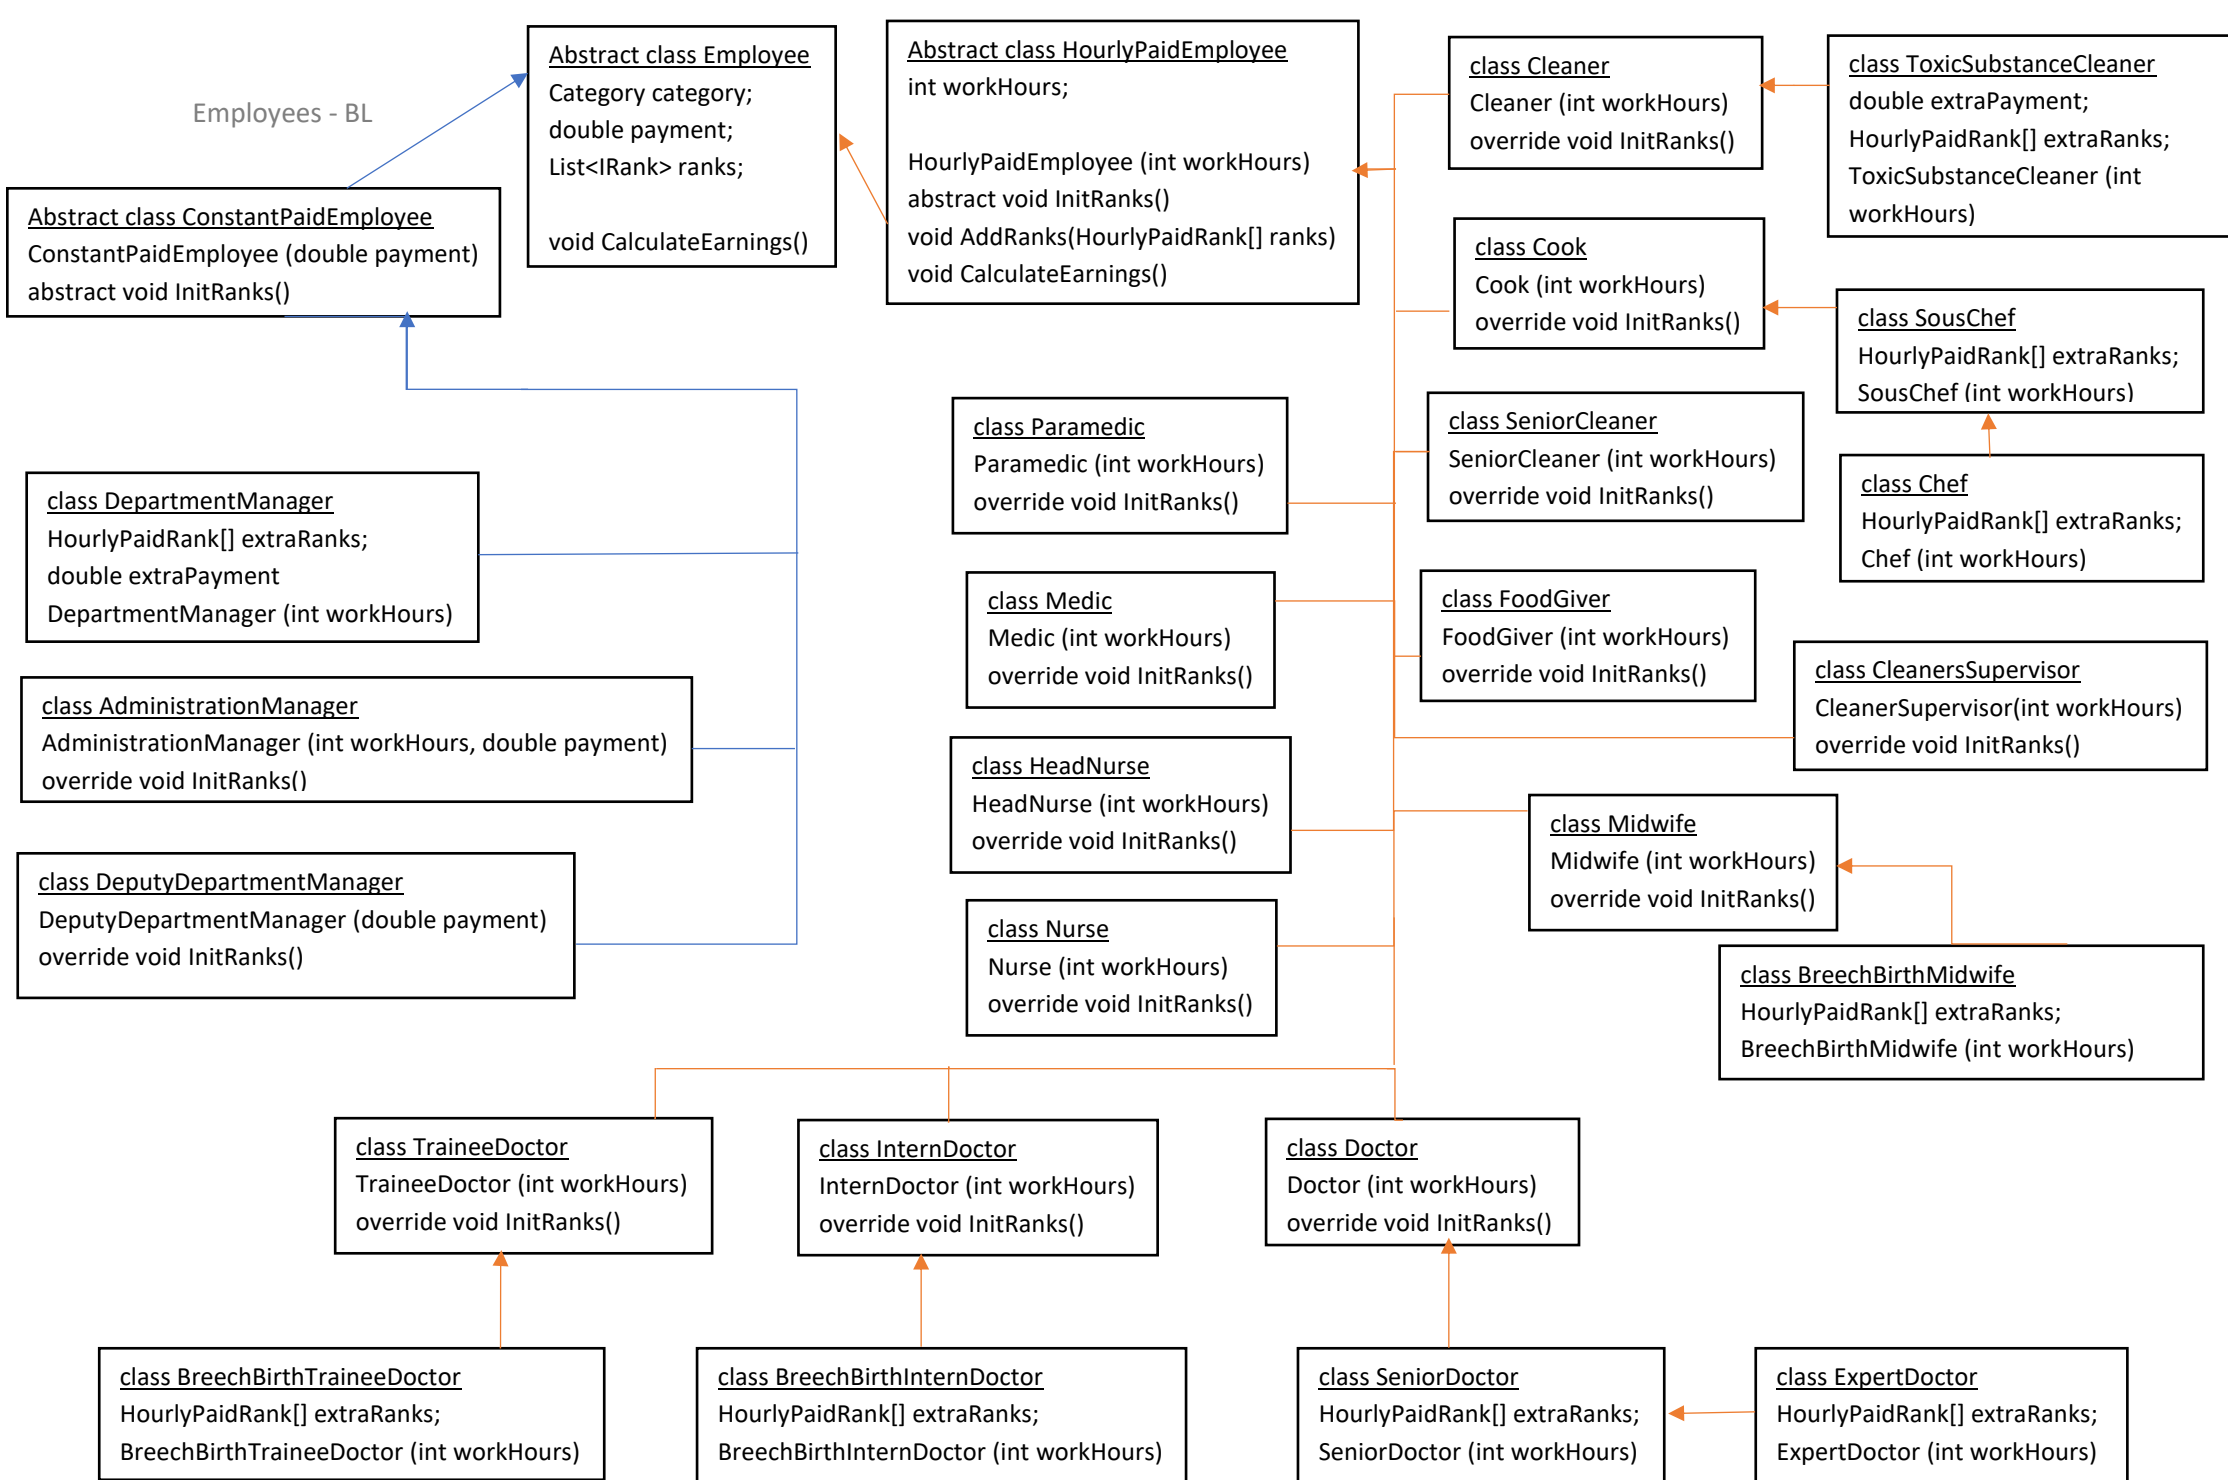 Employees - BL
Abstract class Employee
Category category;
double payment;
List<IRank> ranks;
void CalculateEarnings()
Abstract class HourlyPaidEmployee
int workHours;
HourlyPaidEmployee (int workHours)
abstract void InitRanks()
void AddRanks(HourlyPaidRank[] ranks)
void CalculateEarnings()
class Cleaner
Cleaner (int workHours)
override void InitRanks()
class ToxicSubstanceCleaner
double extraPayment;
HourlyPaidRank[] extraRanks;
ToxicSubstanceCleaner (int
workHours)
Abstract class ConstantPaidEmployee
ConstantPaidEmployee (double payment)
abstract void InitRanks()
class Cook
Cook (int workHours)
override void InitRanks()
class SousChef
HourlyPaidRank[] extraRanks;
SousChef (int workHours)
class Paramedic
Paramedic (int workHours)
override void InitRanks()
class SeniorCleaner
SeniorCleaner (int workHours)
override void InitRanks()
class Chef
HourlyPaidRank[] extraRanks;
Chef (int workHours)
class DepartmentManager
HourlyPaidRank[] extraRanks;
double extraPayment
DepartmentManager (int workHours)
class Medic
Medic (int workHours)
override void InitRanks()
class FoodGiver
FoodGiver (int workHours)
override void InitRanks()
class CleanersSupervisor
CleanerSupervisor(int workHours)
override void InitRanks()
class AdministrationManager
AdministrationManager (int workHours, double payment)
override void InitRanks()
class HeadNurse
HeadNurse (int workHours)
override void InitRanks()
class Midwife
Midwife (int workHours)
override void InitRanks()
class DeputyDepartmentManager
DeputyDepartmentManager (double payment)
override void InitRanks()
class Nurse
Nurse (int workHours)
override void InitRanks()
class BreechBirthMidwife
HourlyPaidRank[] extraRanks;
BreechBirthMidwife (int workHours)
class TraineeDoctor
TraineeDoctor (int workHours)
override void InitRanks()
class InternDoctor
InternDoctor (int workHours)
override void InitRanks()
class Doctor
Doctor (int workHours)
override void InitRanks()
class BreechBirthTraineeDoctor
HourlyPaidRank[] extraRanks;
BreechBirthTraineeDoctor (int workHours)
class BreechBirthInternDoctor
HourlyPaidRank[] extraRanks;
BreechBirthInternDoctor (int workHours)
class SeniorDoctor
HourlyPaidRank[] extraRanks;
SeniorDoctor (int workHours)
class ExpertDoctor
HourlyPaidRank[] extraRanks;
ExpertDoctor (int workHours)